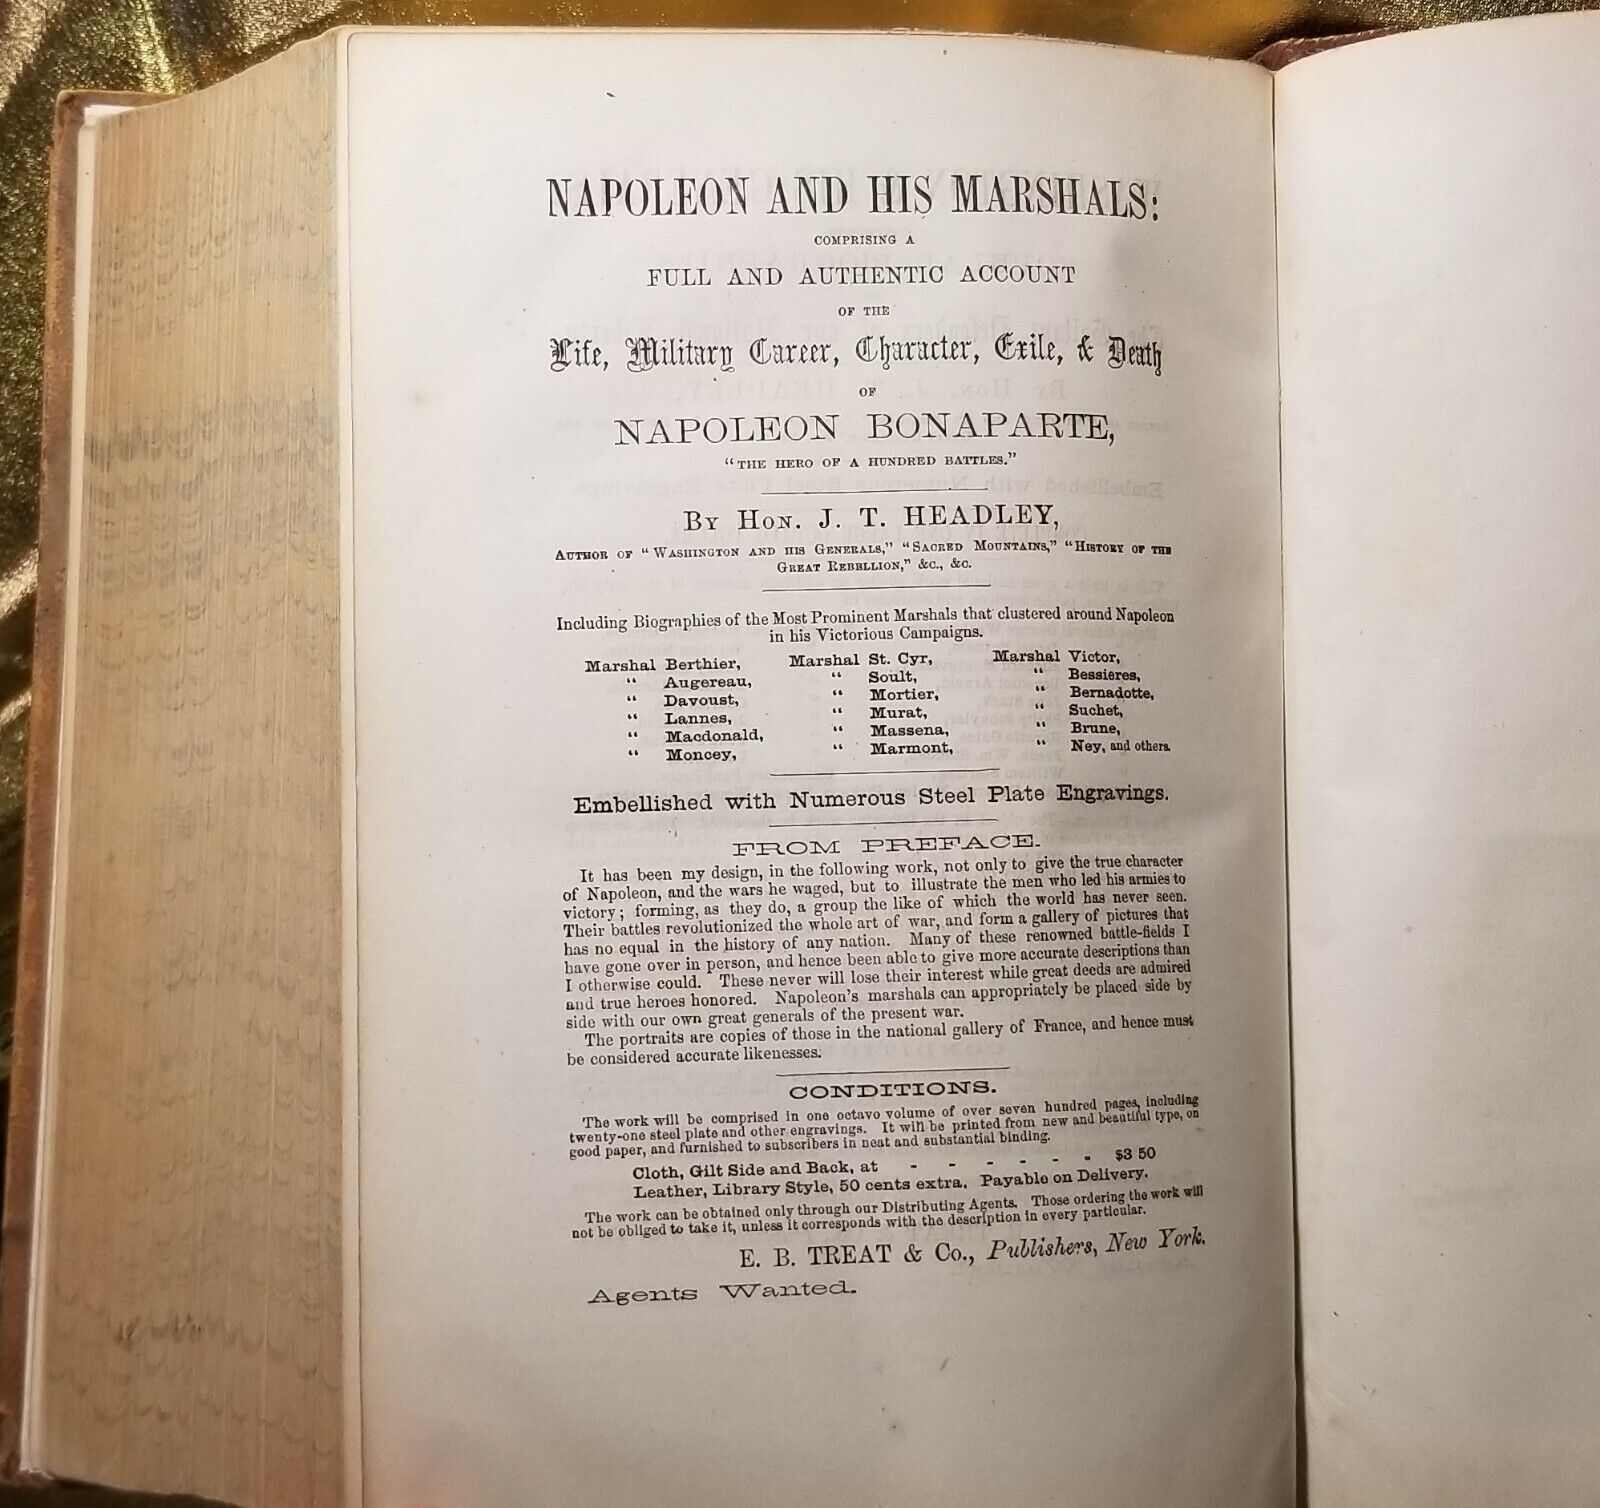 NAPOLEON AND HIS MARSHALS:
COMPRISING A
FULL AND AUTHENTIC ACCOUNT
OF THE
Life, Military Career, Character, Exile, & Death
OF
NAPOLEON BONAPARTE,
"THE HERO OF A HUNDRED BATTLES."
By Hon. J. T. HEADLEY,
Author of "Washington and his Generals," "Sacred Mountains," "History of the
Great Rebellion," &c., &c.
Including Biographies of the Most Prominent Marshals that clustered around Napoleon
in his Victorious Campaigns.
Marshal Berthier, Marshal St. Cyr, Marshal Victor,
" Augereau, " Soult, " Bessieres,
" Davoust, " Mortier, " Bernadotte,
" Lannes, " Murat, " Suchet,
" Macdonald, " Massena, " Brune,
" Moncey, " Marmont, " Ney, and others.
Embellished with Numerous Steel Plate Engravings.
FROM PREFACE.
It has been my design, in the following work, not only to give the true character
of Napoleon, and the wars he waged, but to illustrate the men who led his armies to
victory; forming, as they do, a group the like of which the world has never seen.
Their battles revolutionized the whole art of war, and form a gallery of pictures that
has no equal in the history of any nation. Many of these renowned battle-fields I
have gone over in person, and hence been able to give more accurate descriptions than
I otherwise could. These never will lose their interest while great deeds are admired
and true heroes honored. Napoleon's marshals can appropriately be placed side by
side with our own great generals of the present war.
The portraits are copies of those in the national gallery of France, and hence must
be considered accurate likenesses.
CONDITIONS.
The work will be comprised in one octavo volume of over seven hundred pages, including
twenty-one steel plate and other engravings. It will be printed from new and beautiful type, on
good paper, and furnished to subscribers in neat and substantial binding.
Cloth, Gilt Side and Back, at - - - - - - $3 50
Leather, Library Style, 50 cents extra. Payable on Delivery.
The work can be obtained only through our Distributing Agents. Those ordering the work will
not be obliged to take it, unless it corresponds with the description in every particular.
E. B. TREAT & Co., Publishers, New York.
Agents Wanted.